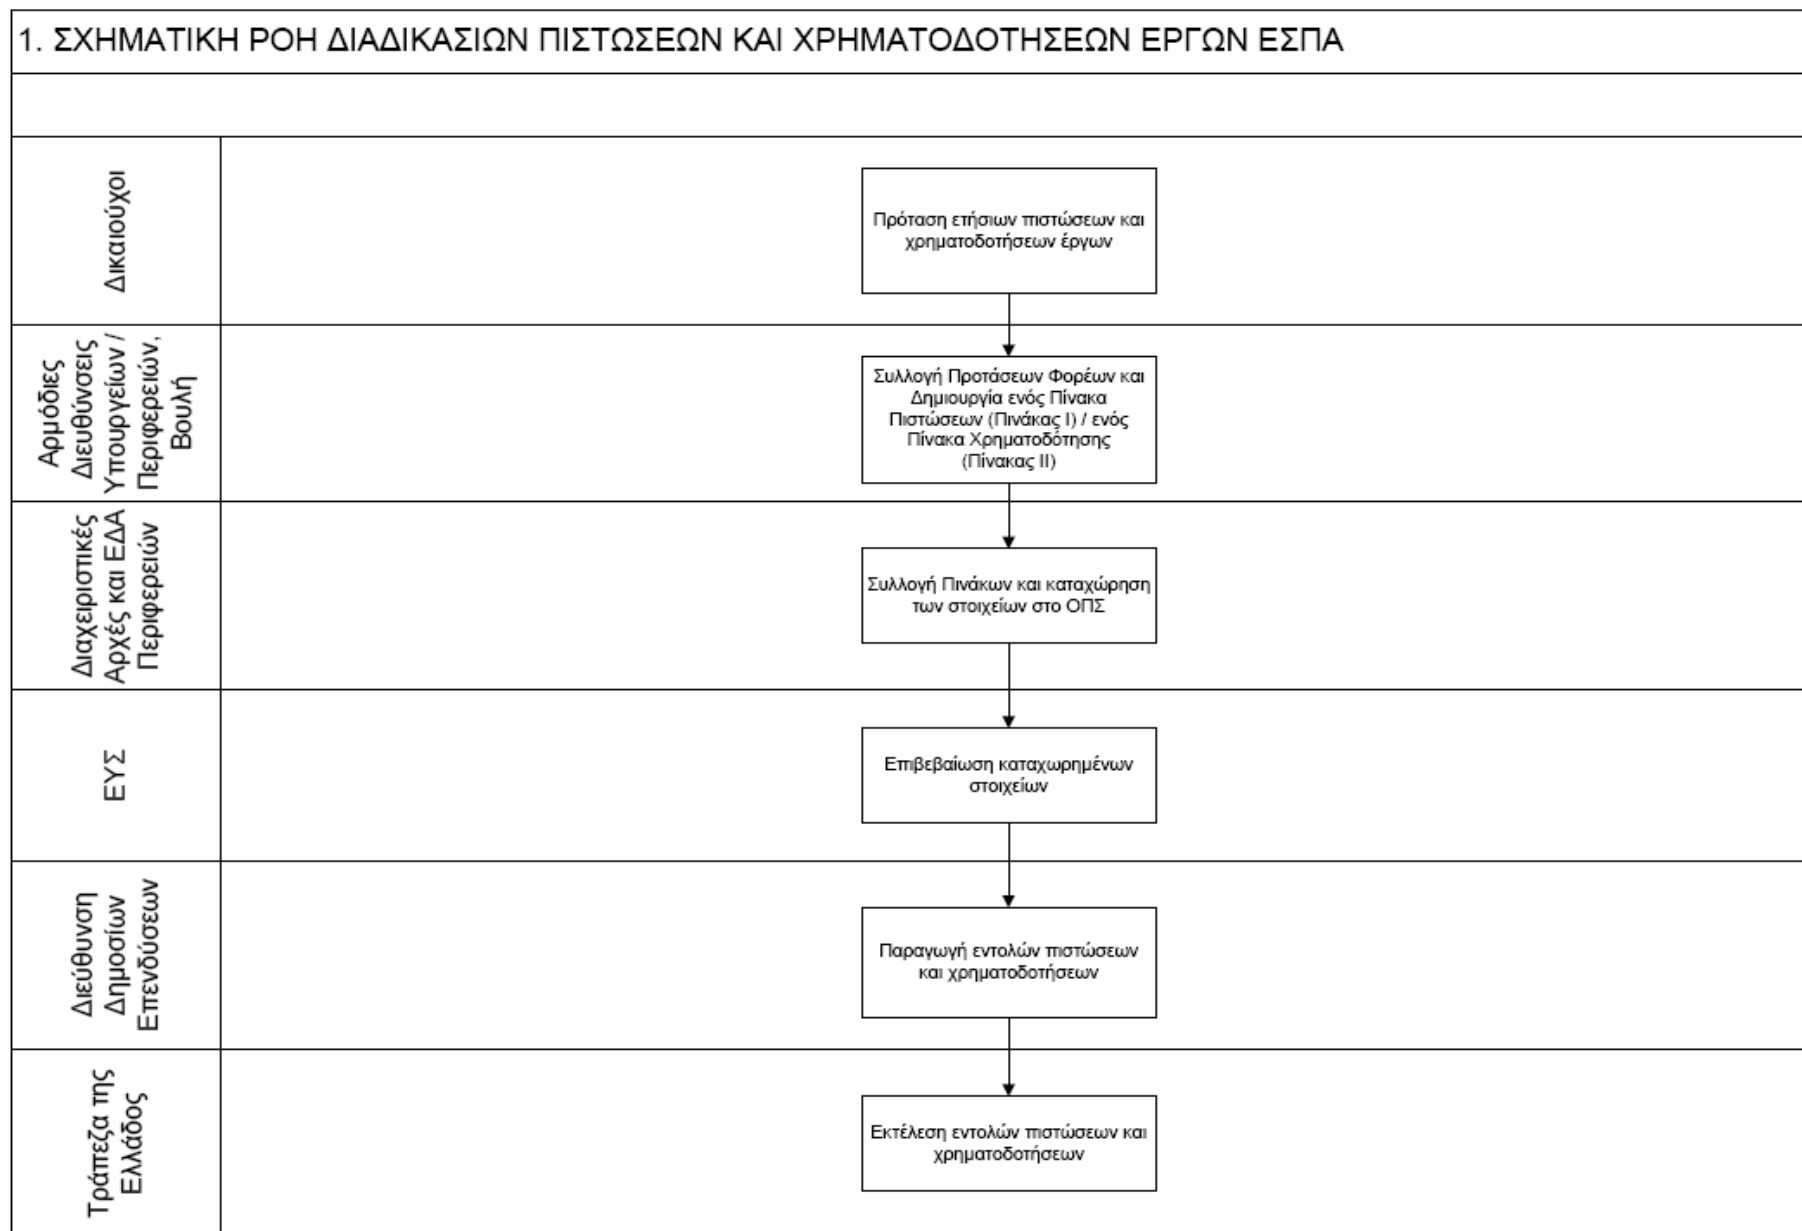 1. ΣΧΗΜΑΤΙΚΗ ΡΟΗ ΔΙΑΔΙΚΑΣΙΩΝ ΠΙΣΤΩΣΕΩΝ ΚΑΙ ΧΡΗΜΑΤΟΔΟΤΗΣΕΩΝ ΕΡΓΩΝ ΕΣΠΑ
Δικαιούχοι
Πρόταση ετήσιων πιστώσεων και
χρηματοδοτήσεων έργων
Αρμόδιες
Διευθύνσεις
Υπουργείων /
Περιφερειών,
Βουλή
Συλλογή Προτάσεων Φορέων και
Δημιουργία ενός Πίνακα
Πιστώσεων (Πινάκας Ι) / ενός
Πίνακα Χρηματοδότησης
(Πίνακας ΙΙ)
Διαχειριστικές
Αρχές και ΕΔΑ
Περιφερειών
Συλλογή Πινάκων και καταχώρηση
των στοιχείων στο ΟΠΣ
ΕΥΣ
Επιβεβαίωση καταχωρημένων
στοιχείων
Διεύθυνση
Δημοσίων
Επενδύσεων
Παραγωγή εντολών πιστώσεων
και χρηματοδοτήσεων
Τράπεζα της
Ελλάδος
Εκτέλεση εντολών πιστώσεων και
χρηματοδοτήσεων